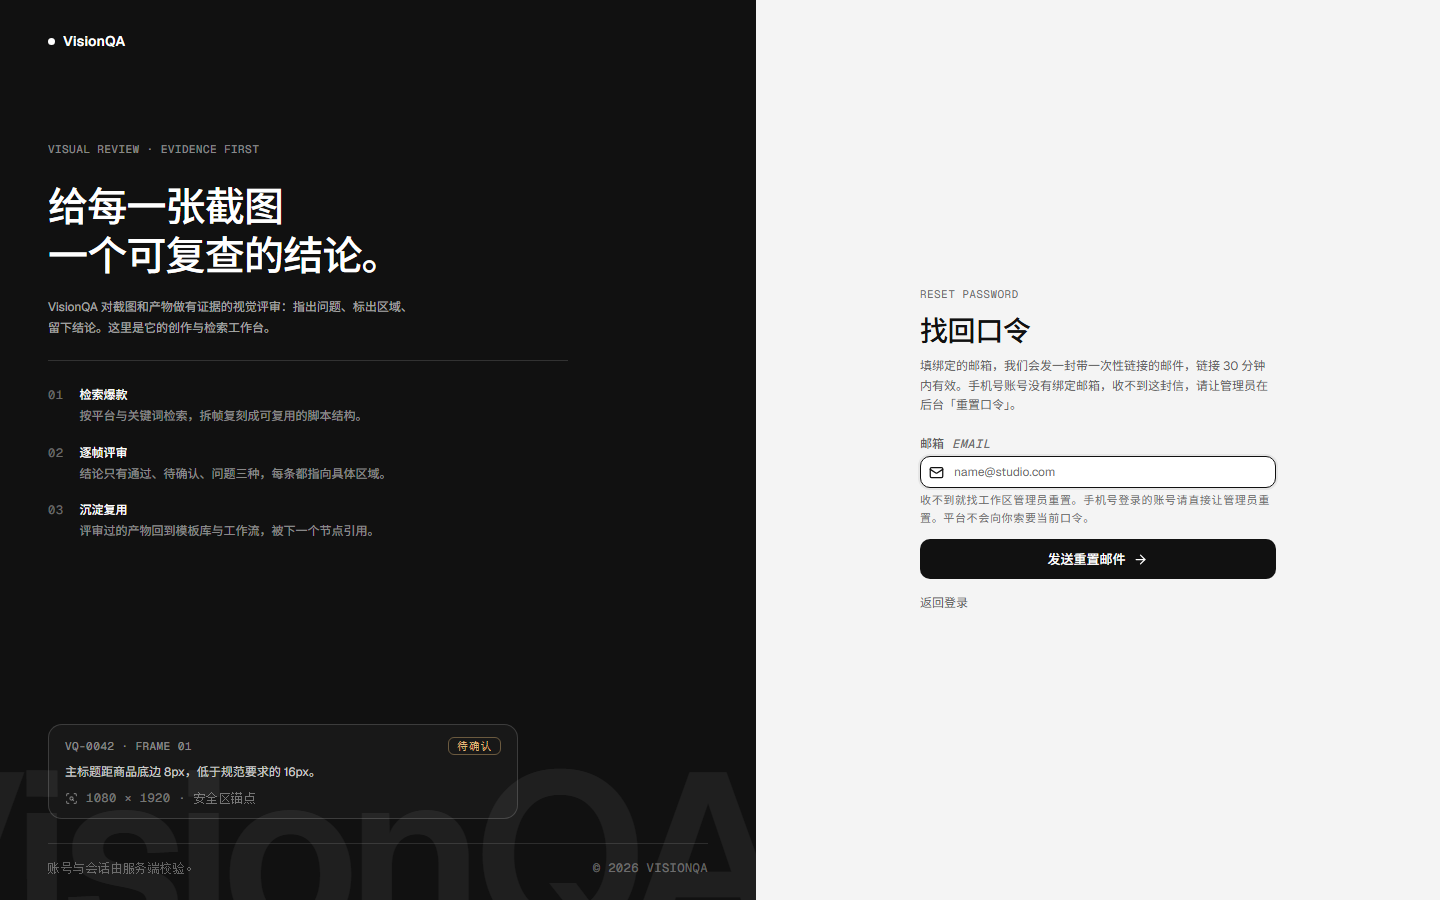 VisionQA
VISUAL REVIEW · EVIDENCE FIRST
给每一张截图
一个可复查的结论。
VisionQA 对截图和产物做有证据的视觉评审：指出问题、标出区域、
留下结论。这里是它的创作与检索工作台。
01 检索爆款
按平台与关键词检索，拆帧复刻成可复用的脚本结构。
02 逐帧评审
结论只有通过、待确认、问题三种，每条都指向具体区域。
03 沉淀复用
评审过的产物回到模板库与工作流，被下一个节点引用。
VQ-0042 · FRAME 01 待确认
主标题距商品底边 8px，低于规范要求的 16px。
1080 × 1920 · 安全区锚点
VisionQA
账号与会话由服务端校验。 © 2026 VISIONQA
RESET PASSWORD
找回口令
填绑定的邮箱，我们会发一封带一次性链接的邮件，链接 30 分钟
内有效。手机号账号没有绑定邮箱，收不到这封信，请让管理员在
后台「重置口令」。
邮箱 EMAIL
name@studio.com
收不到就找工作区管理员重置。手机号登录的账号请直接让管理员重
置。平台不会向你索要当前口令。
发送重置邮件 →
返回登录